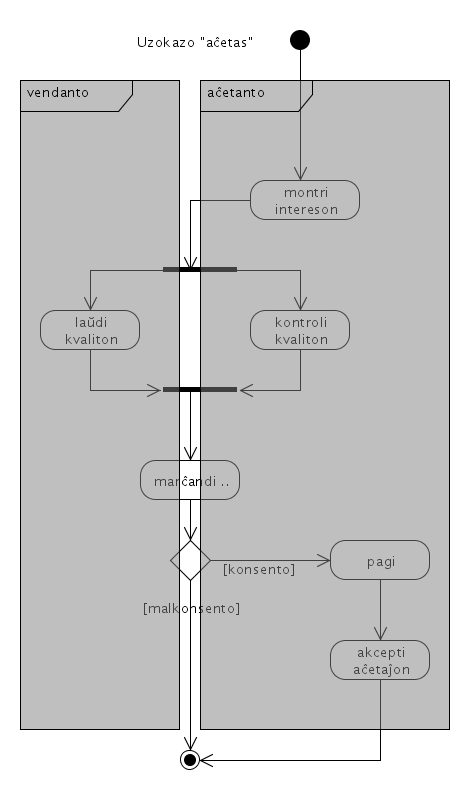 Uzokazo "aĉetas"
vendanto
aĉetanto
montri
intereson
laŭdi
kvaliton
kontroli
kvaliton
marĉandi ..
[konsento]
pagi
[malkonsento]
akcepti
aĉetaĵon